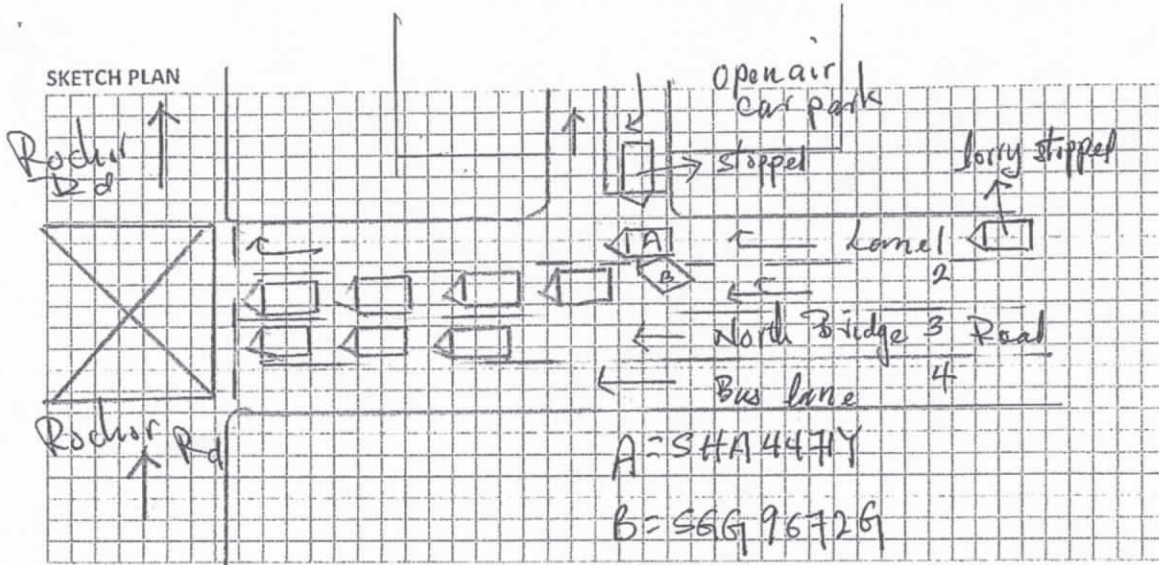 SKETCH PLAN
Open air
car park
Rochor
Rd
stopped
lorry stopped
A
Lane 1
B
2
North Bridge 3 Road
Bus lane 4
Rochor Rd
A = SHA 4471Y
B = SGG 9672G